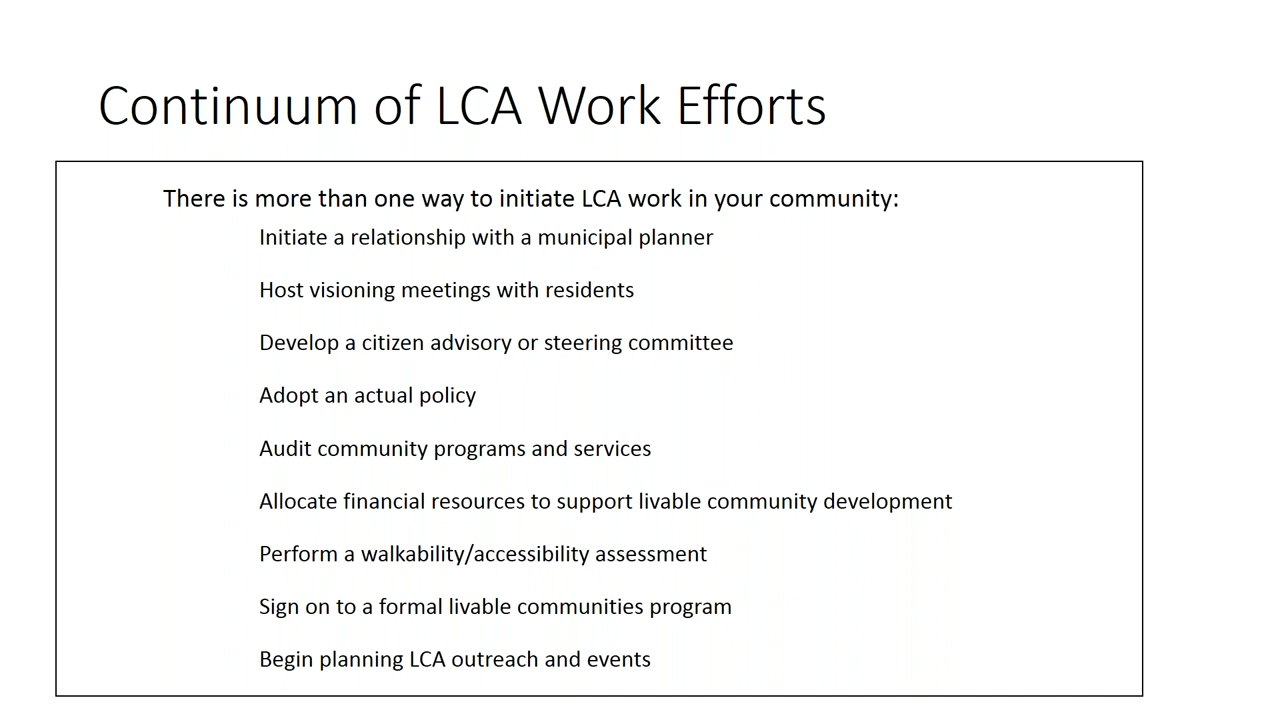 Continuum of LCA Work Efforts
There is more than one way to initiate LCA work in your community:
Initiate a relationship with a municipal planner
Host visioning meetings with residents
Develop a citizen advisory or steering committee
Adopt an actual policy
Audit community programs and services
Allocate financial resources to support livable community development
Perform a walkability/accessibility assessment
Sign on to a formal livable communities program
Begin planning LCA outreach and events